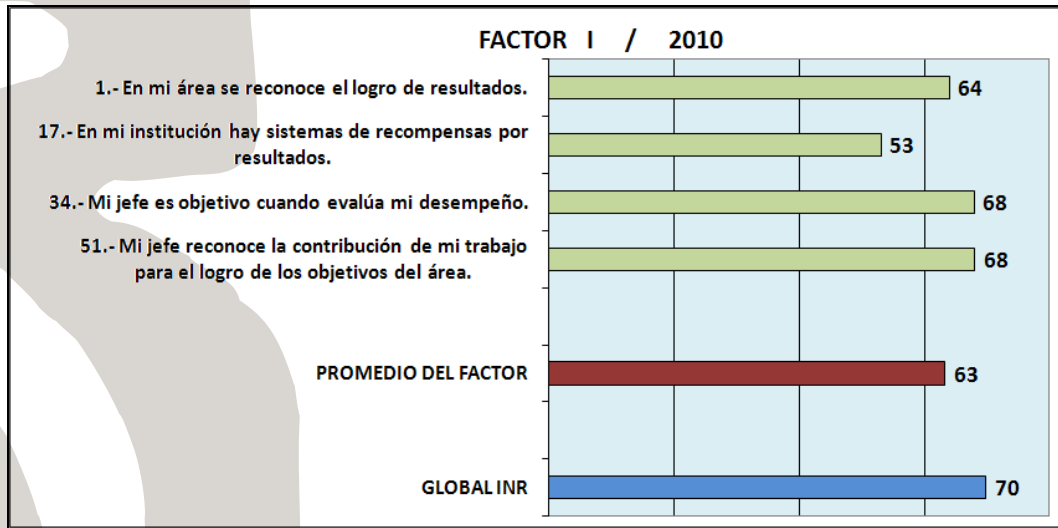 FACTOR I / 2010
1.- En mi área se reconoce el logro de resultados.
64
17.- En mi institución hay sistemas de recompensas por
resultados.
53
34.- Mi jefe es objetivo cuando evalúa mi desempeño.
68
51.- Mi jefe reconoce la contribución de mi trabajo
para el logro de los objetivos del área.
68
PROMEDIO DEL FACTOR
63
GLOBAL INR
70